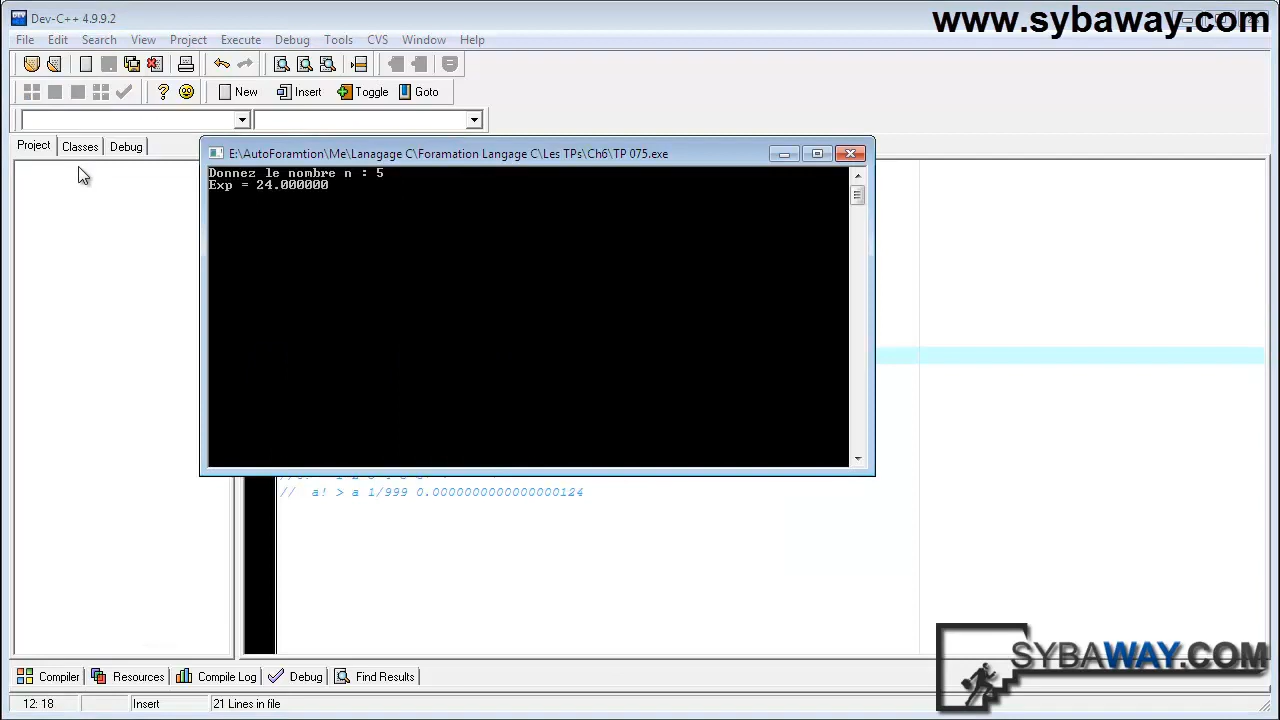 Dev-C++ 4.9.9.2
www.sybaway.com
File Edit Search View Project Execute Debug Tools CVS Window Help
New Insert Toggle Goto
Project Classes Debug
E:\AutoForamtion\Me\Lanagage C\Foramation Langage C\Les TPs\Ch6\TP 075.exe
Donnez le nombre n : 5
Exp = 24.000000
// a! > a 1/999 0.0000000000000000124
SYBAWAY.COM
Compiler Resources Compile Log Debug Find Results
12: 18 Insert 21 Lines in file